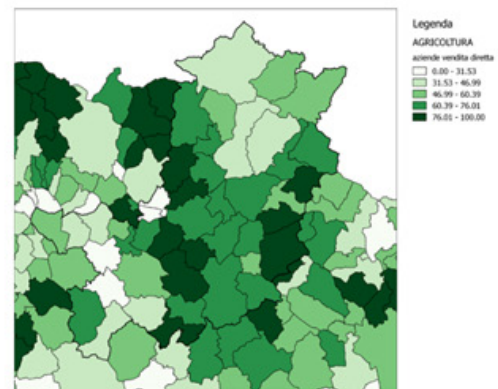 Legenda
AGRICOLTURA
aziende vendita diretta
0.00 - 31.53
31.53 - 46.99
46.99 - 60.39
60.39 - 76.01
76.01 - 100.00